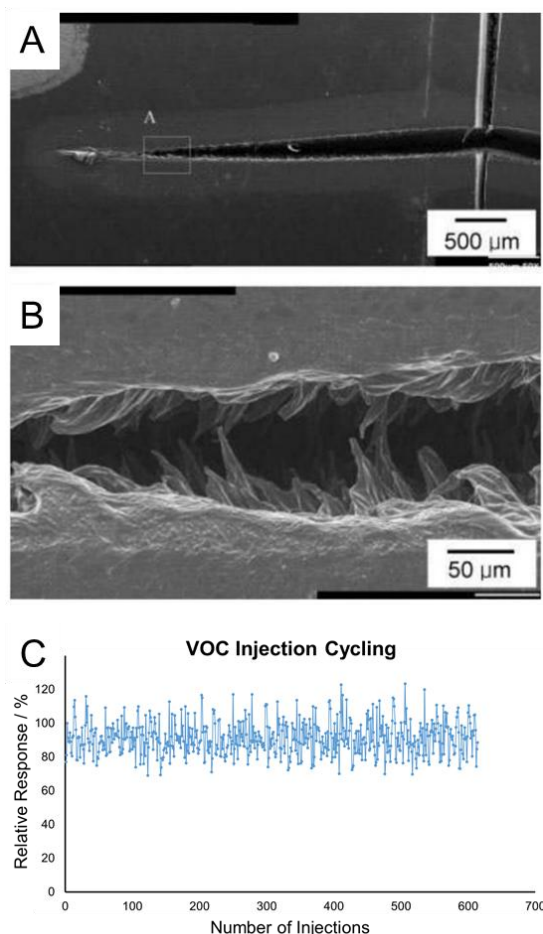 A
A
500 µm
B
50 µm
C
VOC Injection Cycling
Relative Response / %
120
100
80
60
40
20
0
0 100 200 300 400 500 600 700
Number of Injections